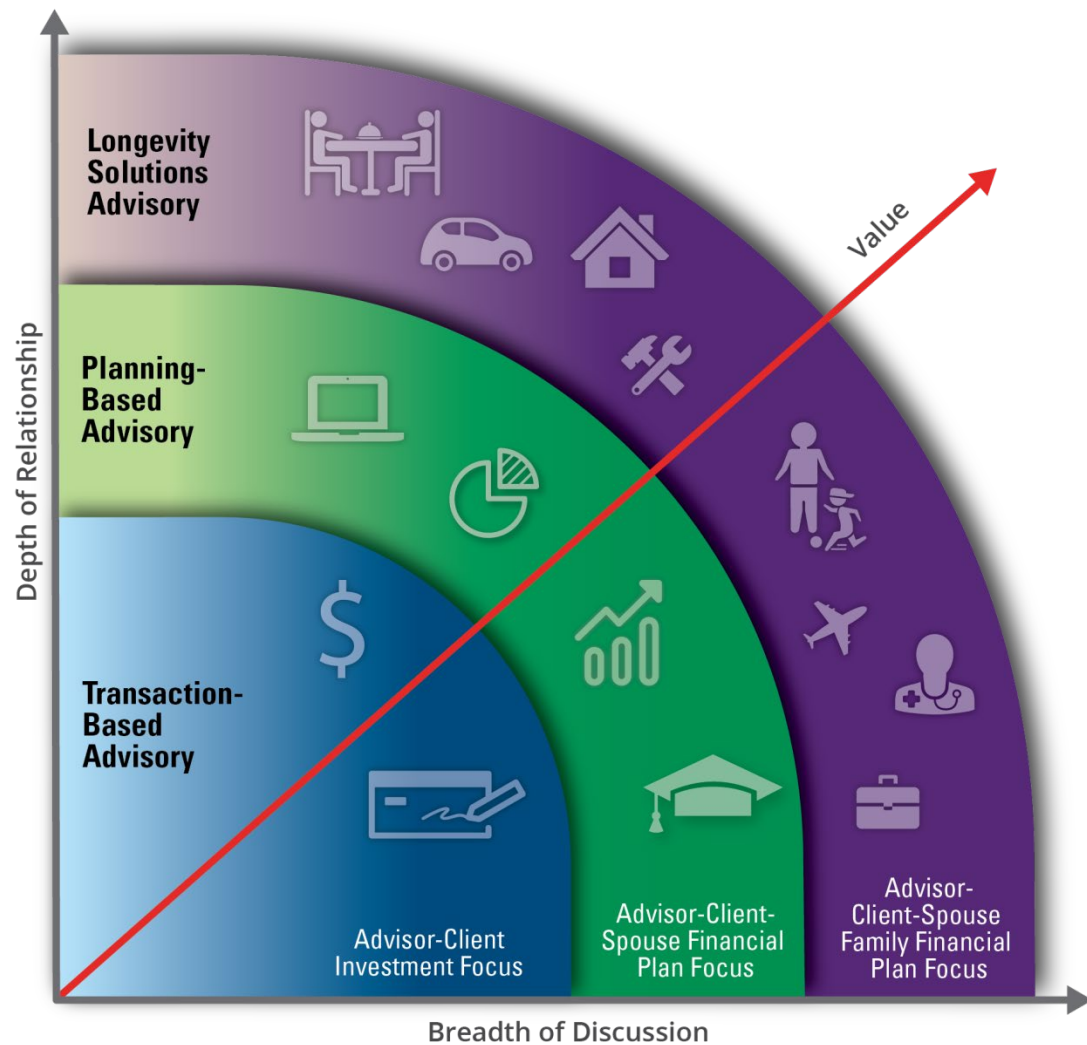 Depth of Relationship
Longevity
Solutions
Advisory
Planning-
Based
Advisory
Transaction-
Based
Advisory
$
Value
Advisor-Client
Investment Focus
Advisor-Client-
Spouse Financial
Plan Focus
Advisor-
Client-Spouse
Family Financial
Plan Focus
Breadth of Discussion